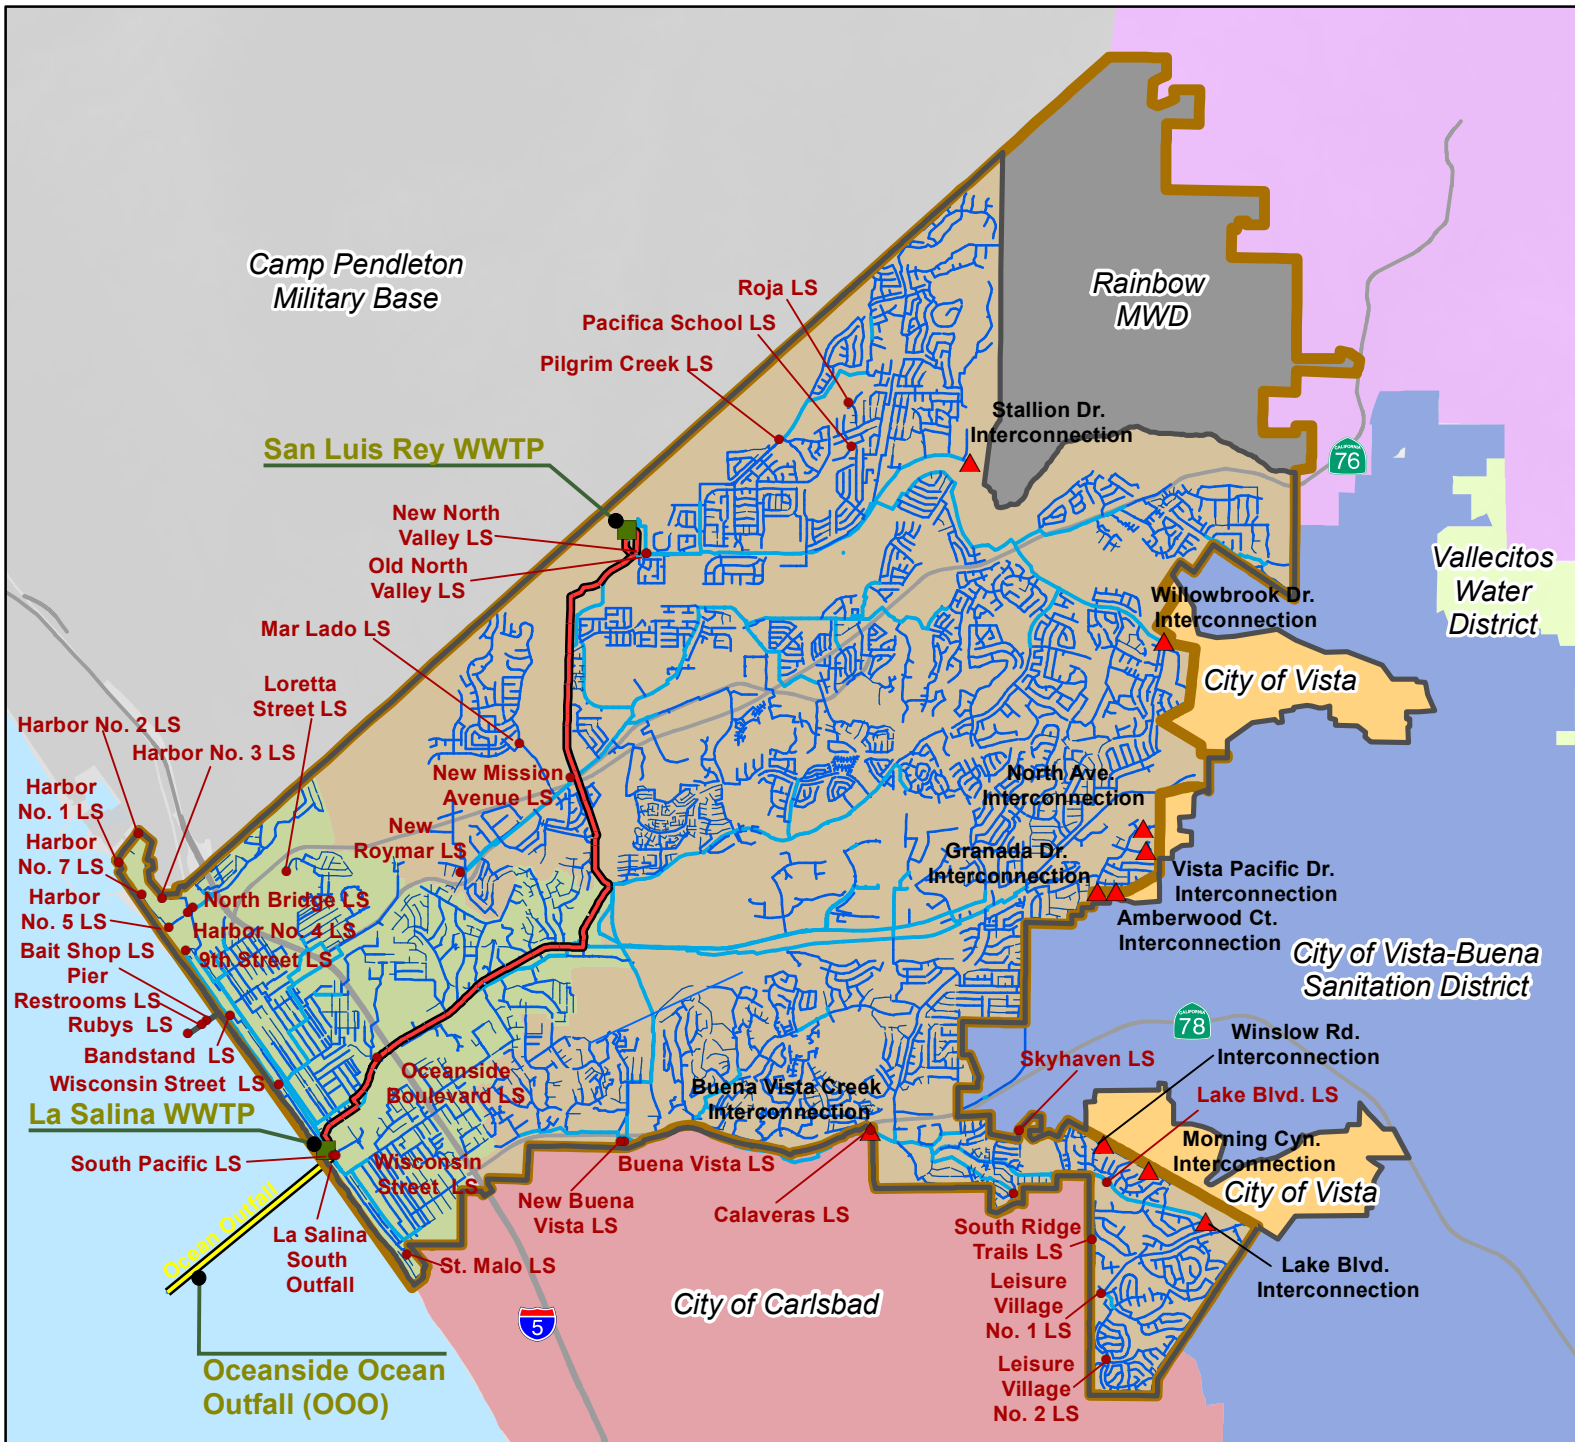 Camp Pendleton
Military Base
Rainbow
MWD
Roja LS
Pacifica School LS
Pilgrim Creek LS
Stallion Dr.
Interconnection
San Luis Rey WWTP
CALIFORNIA
76
New North
Valley LS
Old North
Valley LS
Vallecitos
Water
District
Willowbrook Dr.
Interconnection
Mar Lado LS
City of Vista
Loretta
Street LS
Harbor No. 2 LS
Harbor No. 3 LS
Harbor
No. 1 LS
New Mission
Avenue LS
North Ave.
Interconnection
Harbor
No. 7 LS
New
Roymar LS
Granada Dr.
Interconnection
Vista Pacific Dr.
Interconnection
Harbor
No. 5 LS
North Bridge LS
Harbor No. 4 LS
Amberwood Ct.
Interconnection
Bait Shop LS
9th Street LS
City of Vista-Buena
Sanitation District
Pier
Restrooms LS
Rubys LS
CALIFORNIA
78
Bandstand LS
Winslow Rd.
Interconnection
Skyhaven LS
Wisconsin Street LS
Oceanside
Boulevard LS
Buena Vista Creek
Interconnection
Lake Blvd. LS
La Salina WWTP
Morning Cyn.
Interconnection
South Pacific LS
Wisconsin
Street LS
Buena Vista LS
City of Vista
Ocean Outfall
New Buena
Vista LS
Calaveras LS
South Ridge
Trails LS
La Salina
South
Outfall
St. Malo LS
Lake Blvd.
Interconnection
Leisure
Village
No. 1 LS
City of Carlsbad
5
Oceanside Ocean
Outfall (OOO)
Leisure
Village
No. 2 LS